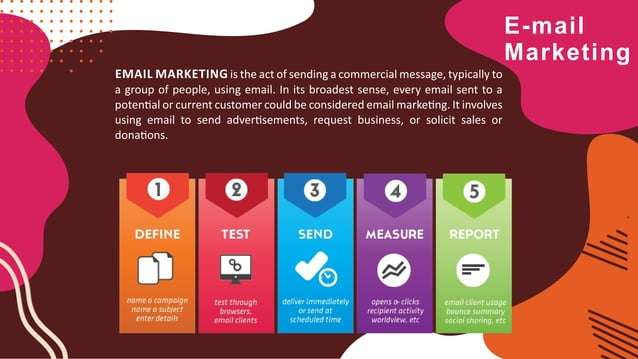 E-mail
Marketing
EMAIL MARKETING is the act of sending a commercial message, typically to
a group of people, using email. In its broadest sense, every email sent to a
potential or current customer could be considered email marketing. It involves
using email to send advertisements, request business, or solicit sales or
donations.
1
DEFINE
name a campaign
name a subject
enter details
2
TEST
test through
browsers,
email clients
3
SEND
deliver immediately
or send at
scheduled time
4
MEASURE
opens a- clicks
recipient activity
worldview, etc
5
REPORT
email client usage
bounce summary
social sharing, etc